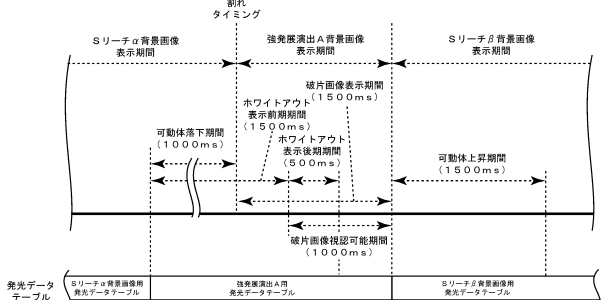 割れ
タイミング
Sリーチα背景画像
表示期間
強発展演出A背景画像
表示期間
Sリーチβ背景画像
表示期間
破片画像表示期間
(1500ms)
ホワイトアウト
表示前期期間
(1500ms)
可動体落下期間
(1000ms)
ホワイトアウト
表示後期期間
(500ms)
可動体上昇期間
(1500ms)
破片画像視認可能期間
(1000ms)
発光データ
テーブル
Sリーチα背景画像用
発光データテーブル
強発展演出A用
発光データテーブル
Sリーチβ背景画像用
発光データテーブル